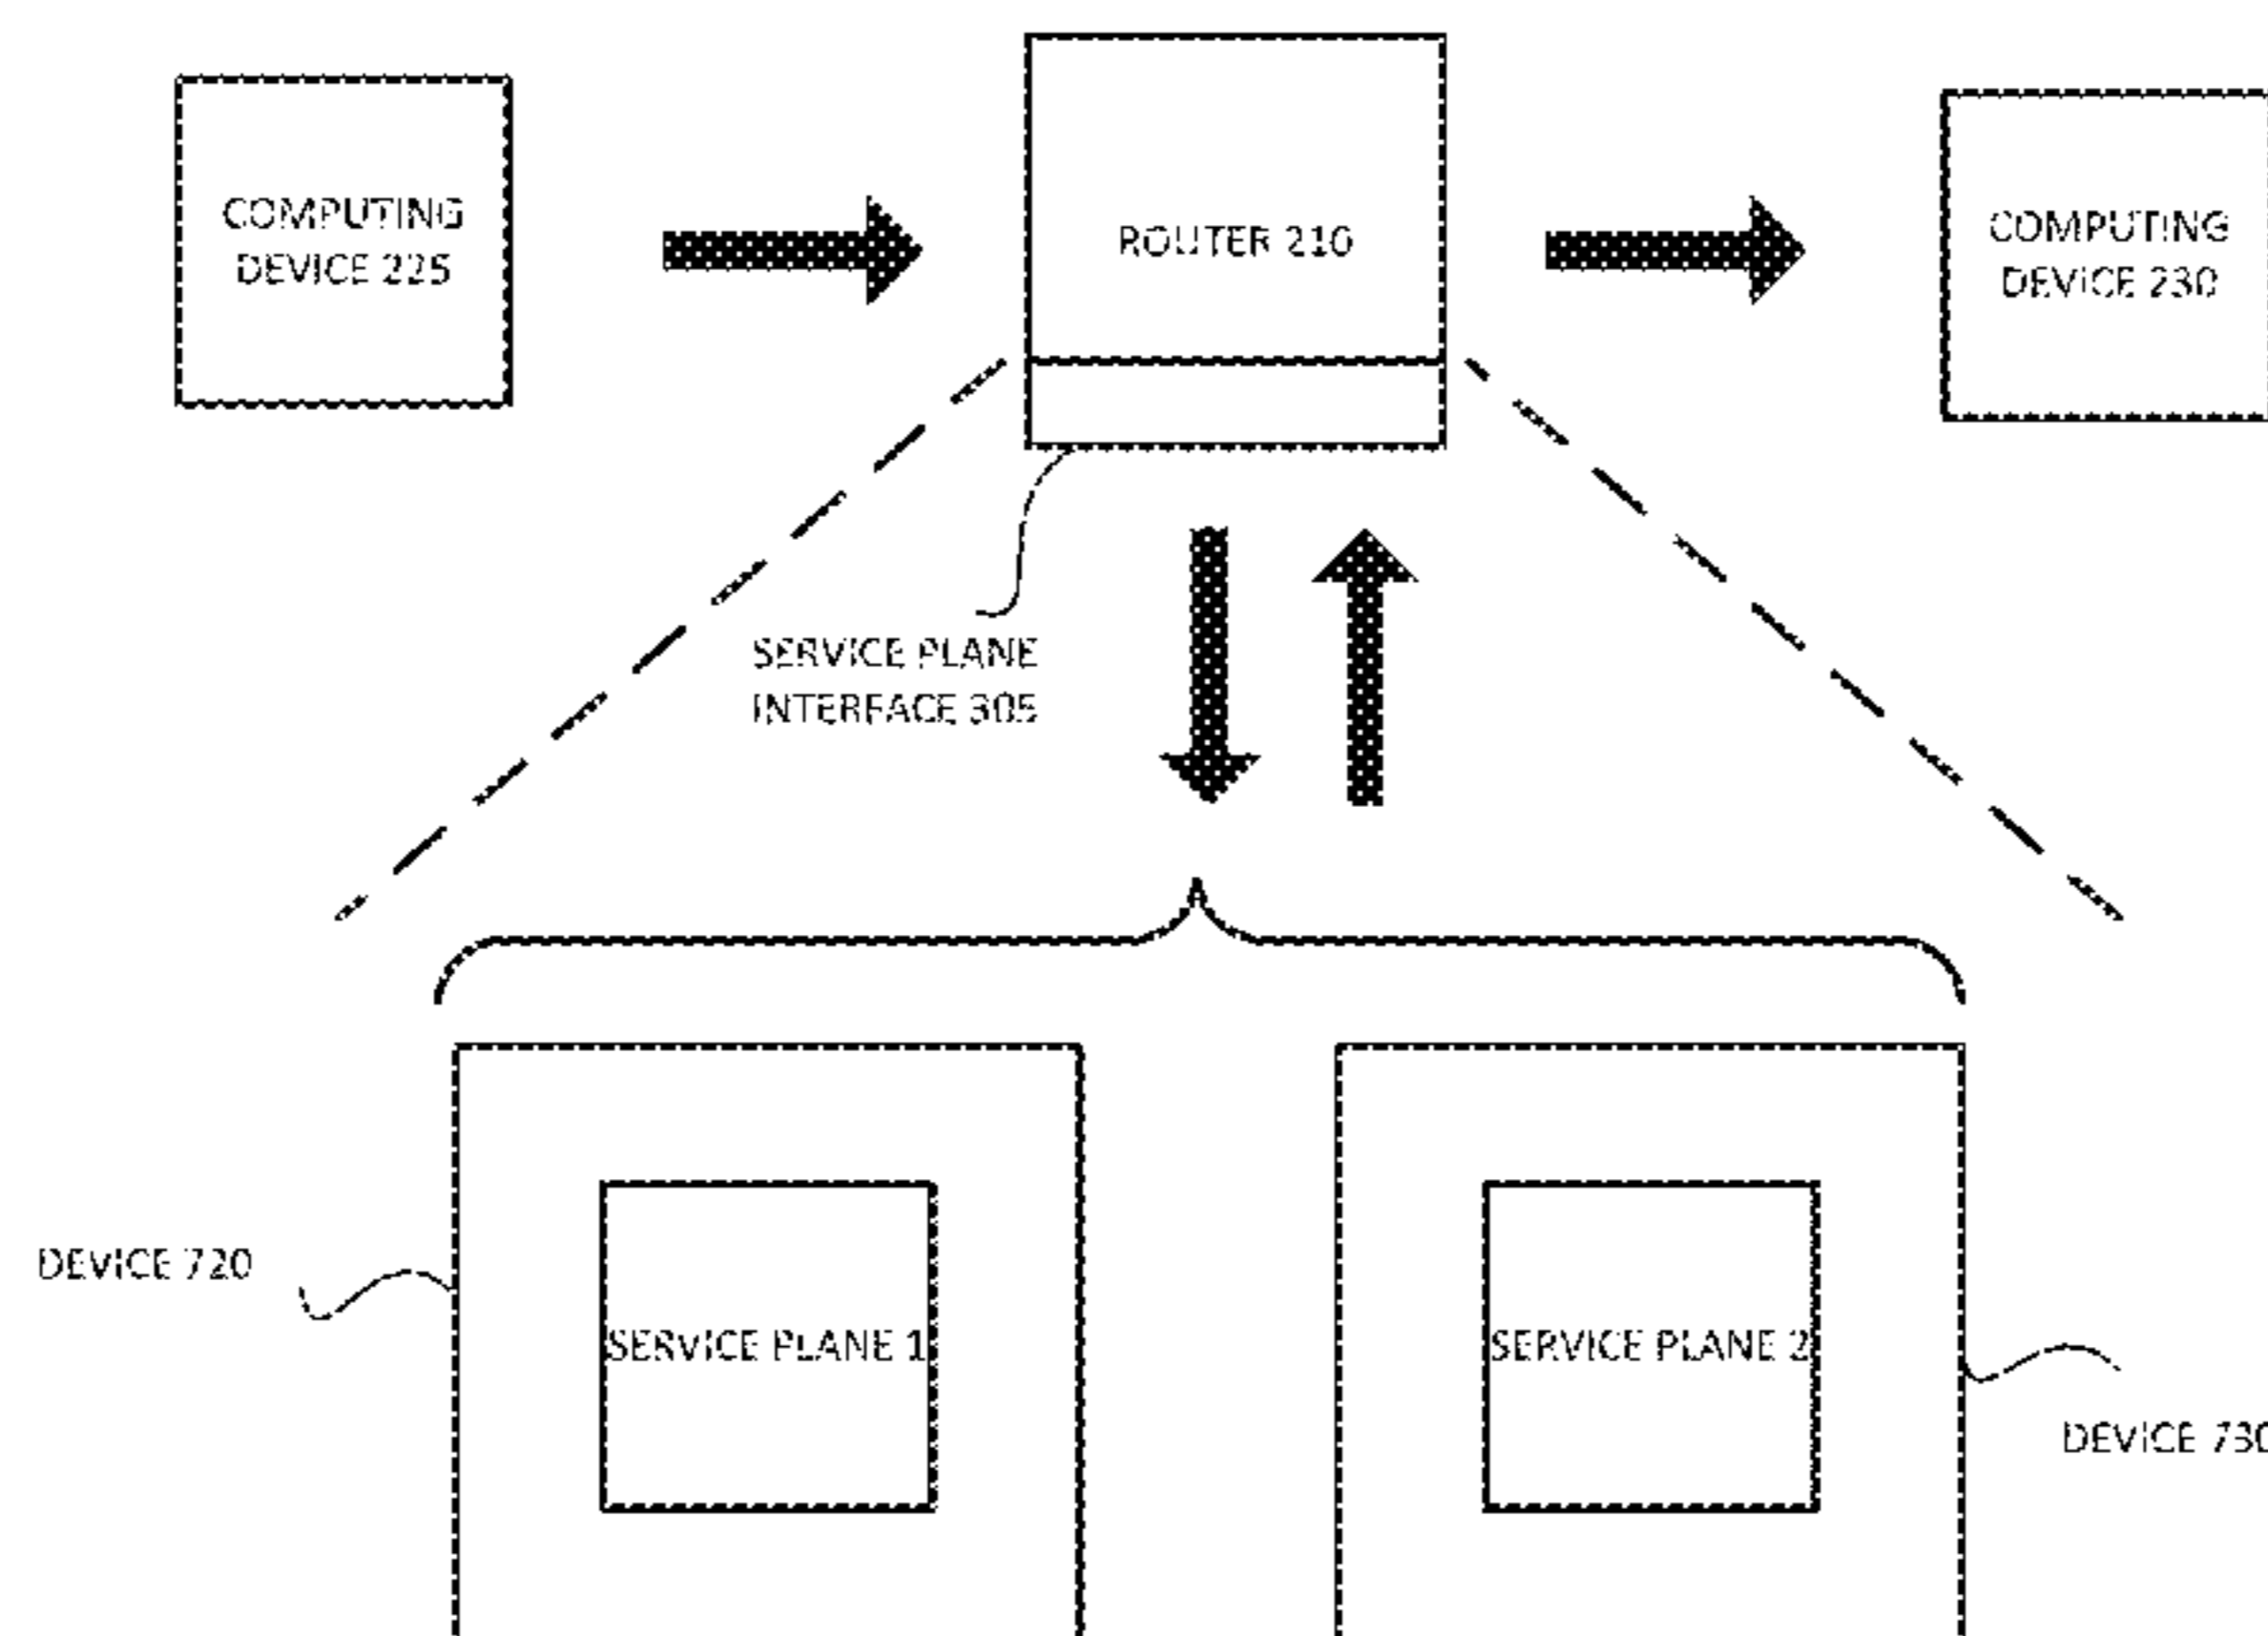 COMPUTING
DEVICE 225
ROUTER 210
COMPUTING
DEVICE 230
SERVICE PLANE
INTERFACE 305
DEVICE 720
SERVICE PLANE 1
SERVICE PLANE 2
DEVICE 730